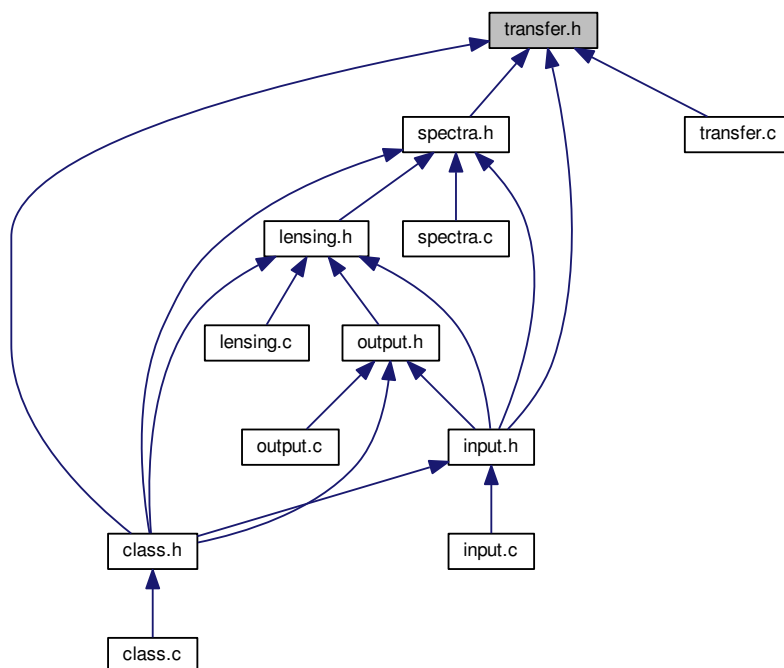 transfer.h
spectra.h
transfer.c
lensing.h
spectra.c
lensing.c
output.h
output.c
input.h
class.h
input.c
class.c